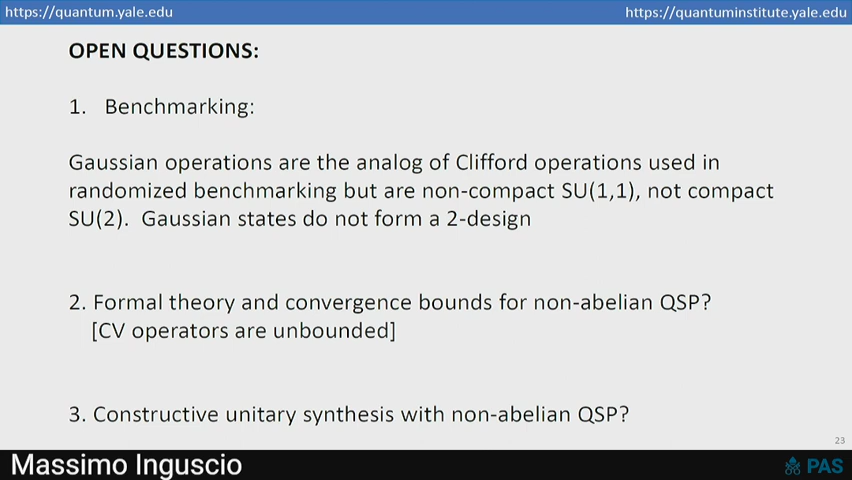 https://quantum.yale.edu
https://quantuminstitute.yale.edu
OPEN QUESTIONS:
1. Benchmarking:
Gaussian operations are the analog of Clifford operations used in
randomized benchmarking but are non-compact SU(1,1), not compact
SU(2). Gaussian states do not form a 2-design
2. Formal theory and convergence bounds for non-abelian QSP?
[CV operators are unbounded]
3. Constructive unitary synthesis with non-abelian QSP?
23
Massimo Inguscio
PAS